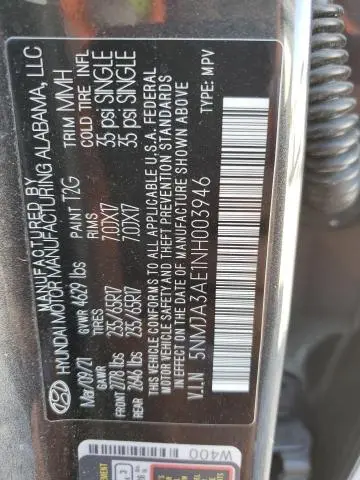 HYUNDAI MOTOR MANUFACTURING ALABAMA, LLC
Mar/09/21 PAINT T2G TRIM MMH
GVWR 4629 lbs
GAWR TIRES RIMS COLD TIRE INFL
FRONT 2778 lbs 235/65R17 7.0JX17 35 psi SINGLE
REAR 2646 lbs 235/65R17 7.0JX17 35 psi SINGLE
THIS VEHICLE CONFORMS TO ALL APPLICABLE U.S.A. FEDERAL
MOTOR VEHICLE SAFETY BUMPER, AND THEFT PREVENTION STANDARDS
IN EFFECT ON THE DATE OF MANUFACTURE SHOWN ABOVE
V.I.N 5NMJA3AE1NH003946 TYPE: MPV
W400